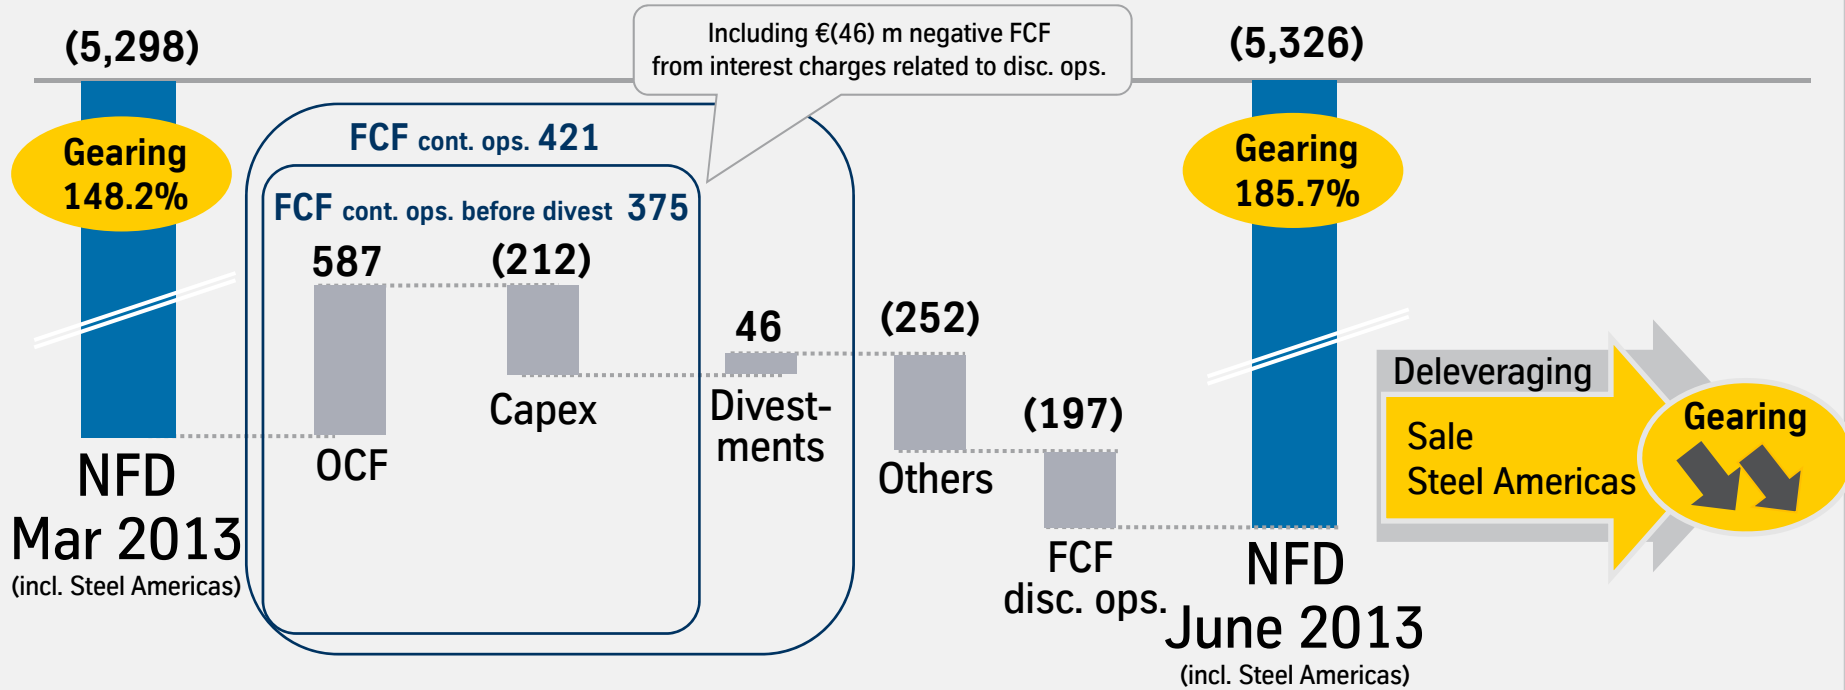 (5,298)
Including €(46) m negative FCF
from interest charges related to disc. ops.
(5,326)
Gearing
148.2%
FCF cont. ops. 421
FCF cont. ops. before divest 375
Gearing
185.7%
587
(212)
46
(252)
(197)
OCF
Capex
Divest-
ments
Others
FCF
disc. ops.
NFD
Mar 2013
(incl. Steel Americas)
NFD
June 2013
(incl. Steel Americas)
Deleveraging
Sale
Steel Americas
Gearing